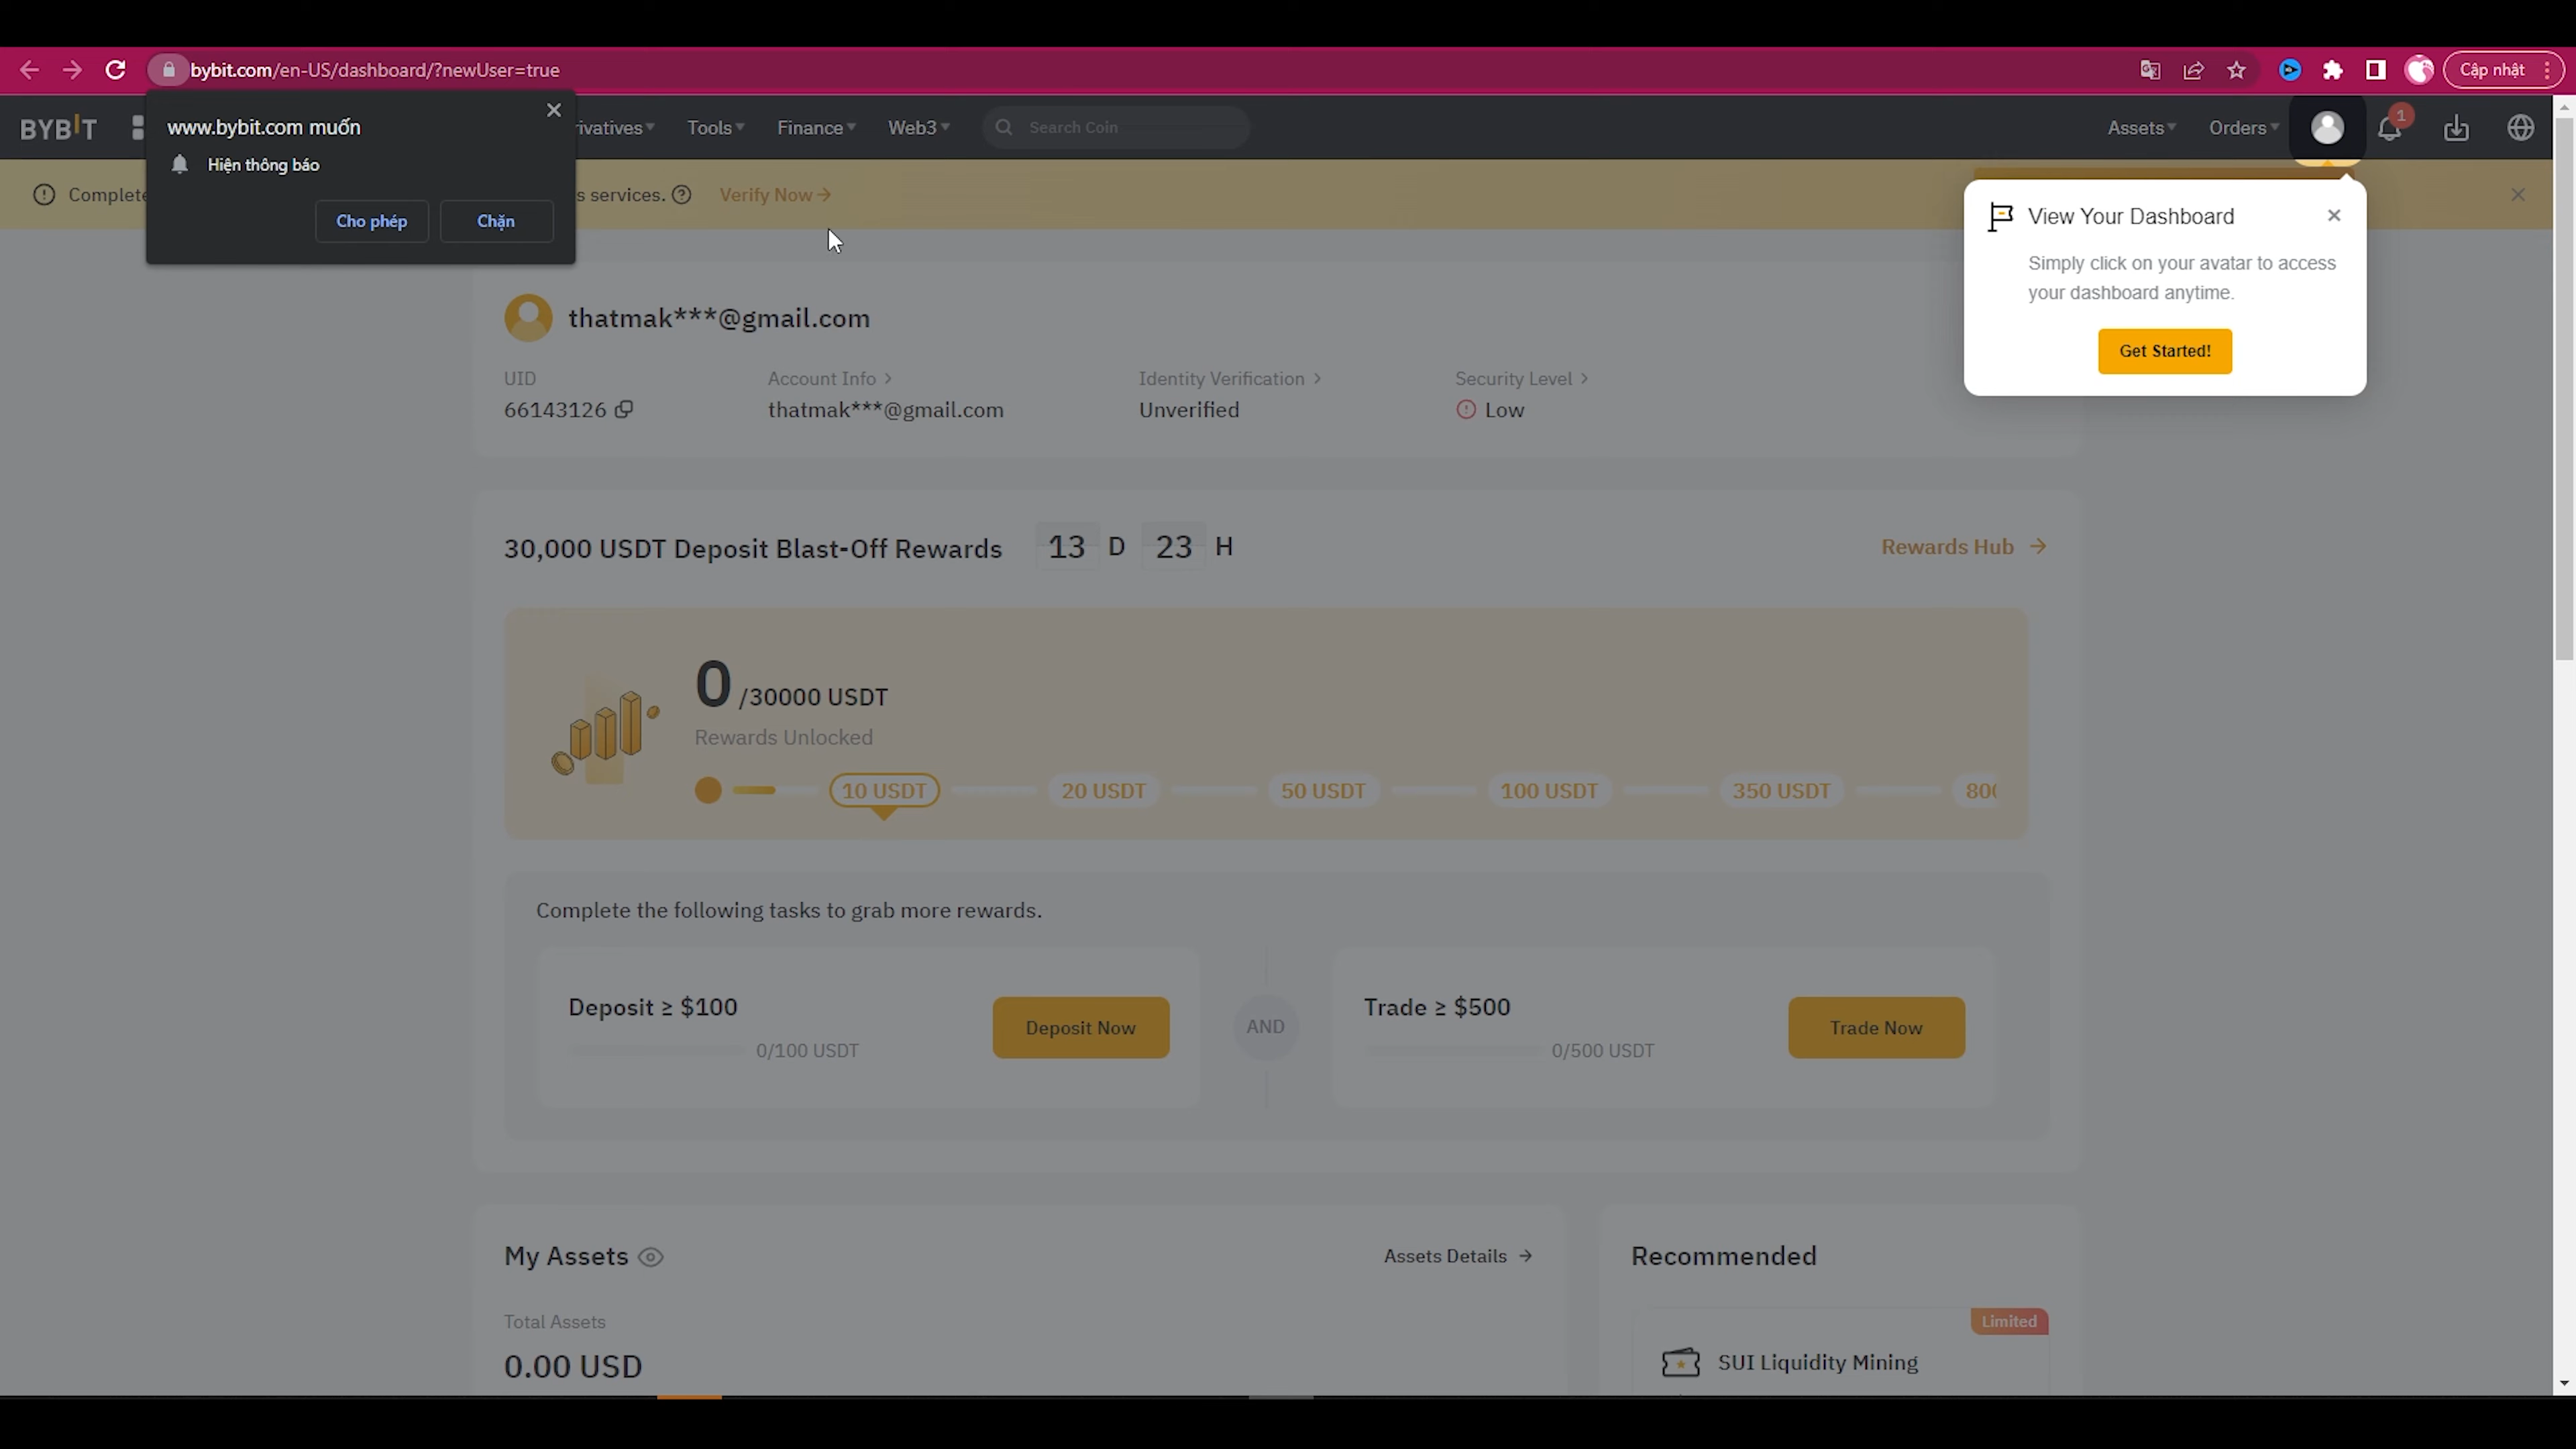 bybit.com/en-US/dashboard/?newUser=true
Cập nhật
BYBIT
rivatives
Tools
Finance
Web3
Search Coin
Assets
Orders
1
www.bybit.com muốn
Hiện thông báo
Cho phép
Chặn
Complete
s services.
Verify Now
View Your Dashboard
Simply click on your avatar to access
your dashboard anytime.
Get Started!
thatmak***@gmail.com
UID
Account Info
Identity Verification
Security Level
66143126
thatmak***@gmail.com
Unverified
Low
30,000 USDT Deposit Blast-Off Rewards
13 D 23 H
Rewards Hub
0 /30000 USDT
Rewards Unlocked
10 USDT
20 USDT
50 USDT
100 USDT
350 USDT
800
Complete the following tasks to grab more rewards.
Deposit ≥ $100
0/100 USDT
Deposit Now
AND
Trade ≥ $500
0/500 USDT
Trade Now
My Assets
Assets Details
Total Assets
0.00 USD
Recommended
Limited
SUI Liquidity Mining